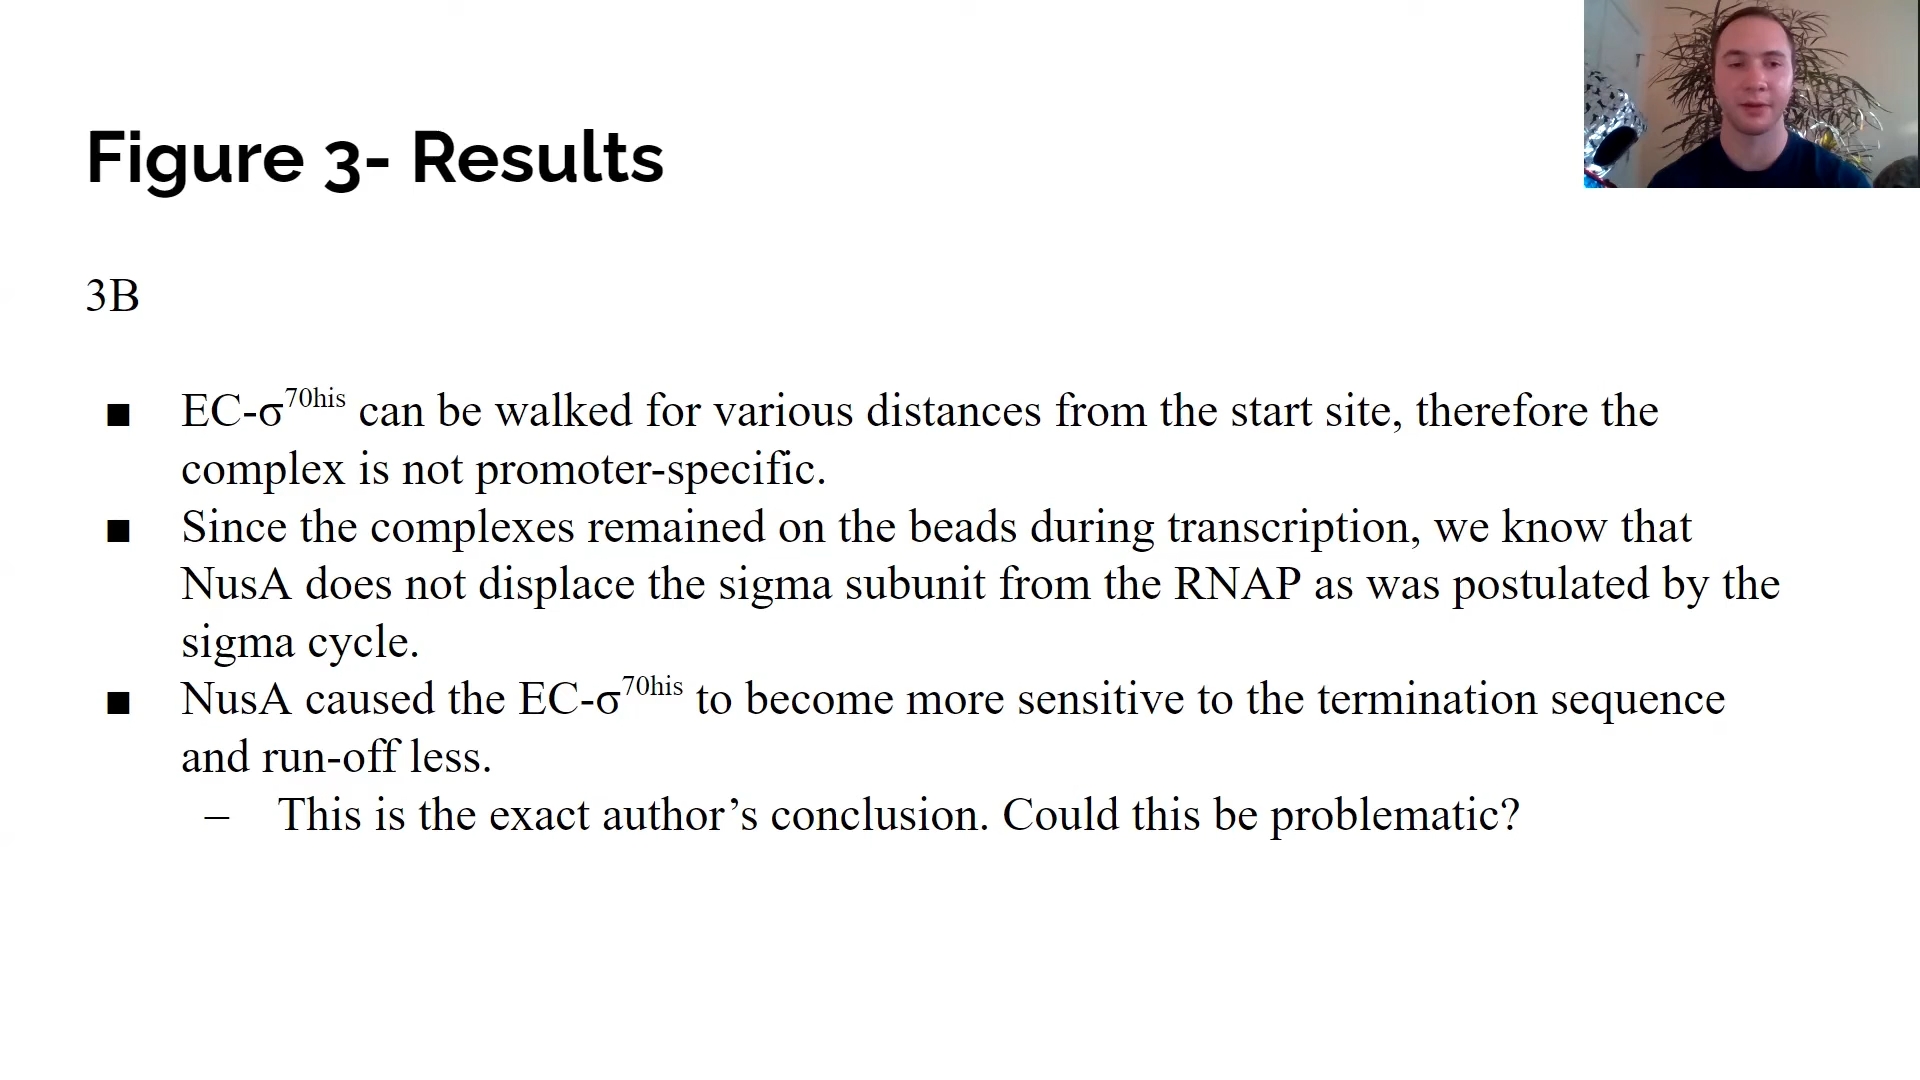 Figure 3- Results
3B
■ EC-σ70his can be walked for various distances from the start site, therefore the
complex is not promoter-specific.
■ Since the complexes remained on the beads during transcription, we know that
NusA does not displace the sigma subunit from the RNAP as was postulated by the
sigma cycle.
■ NusA caused the EC-σ70his to become more sensitive to the termination sequence
and run-off less.
– This is the exact author’s conclusion. Could this be problematic?